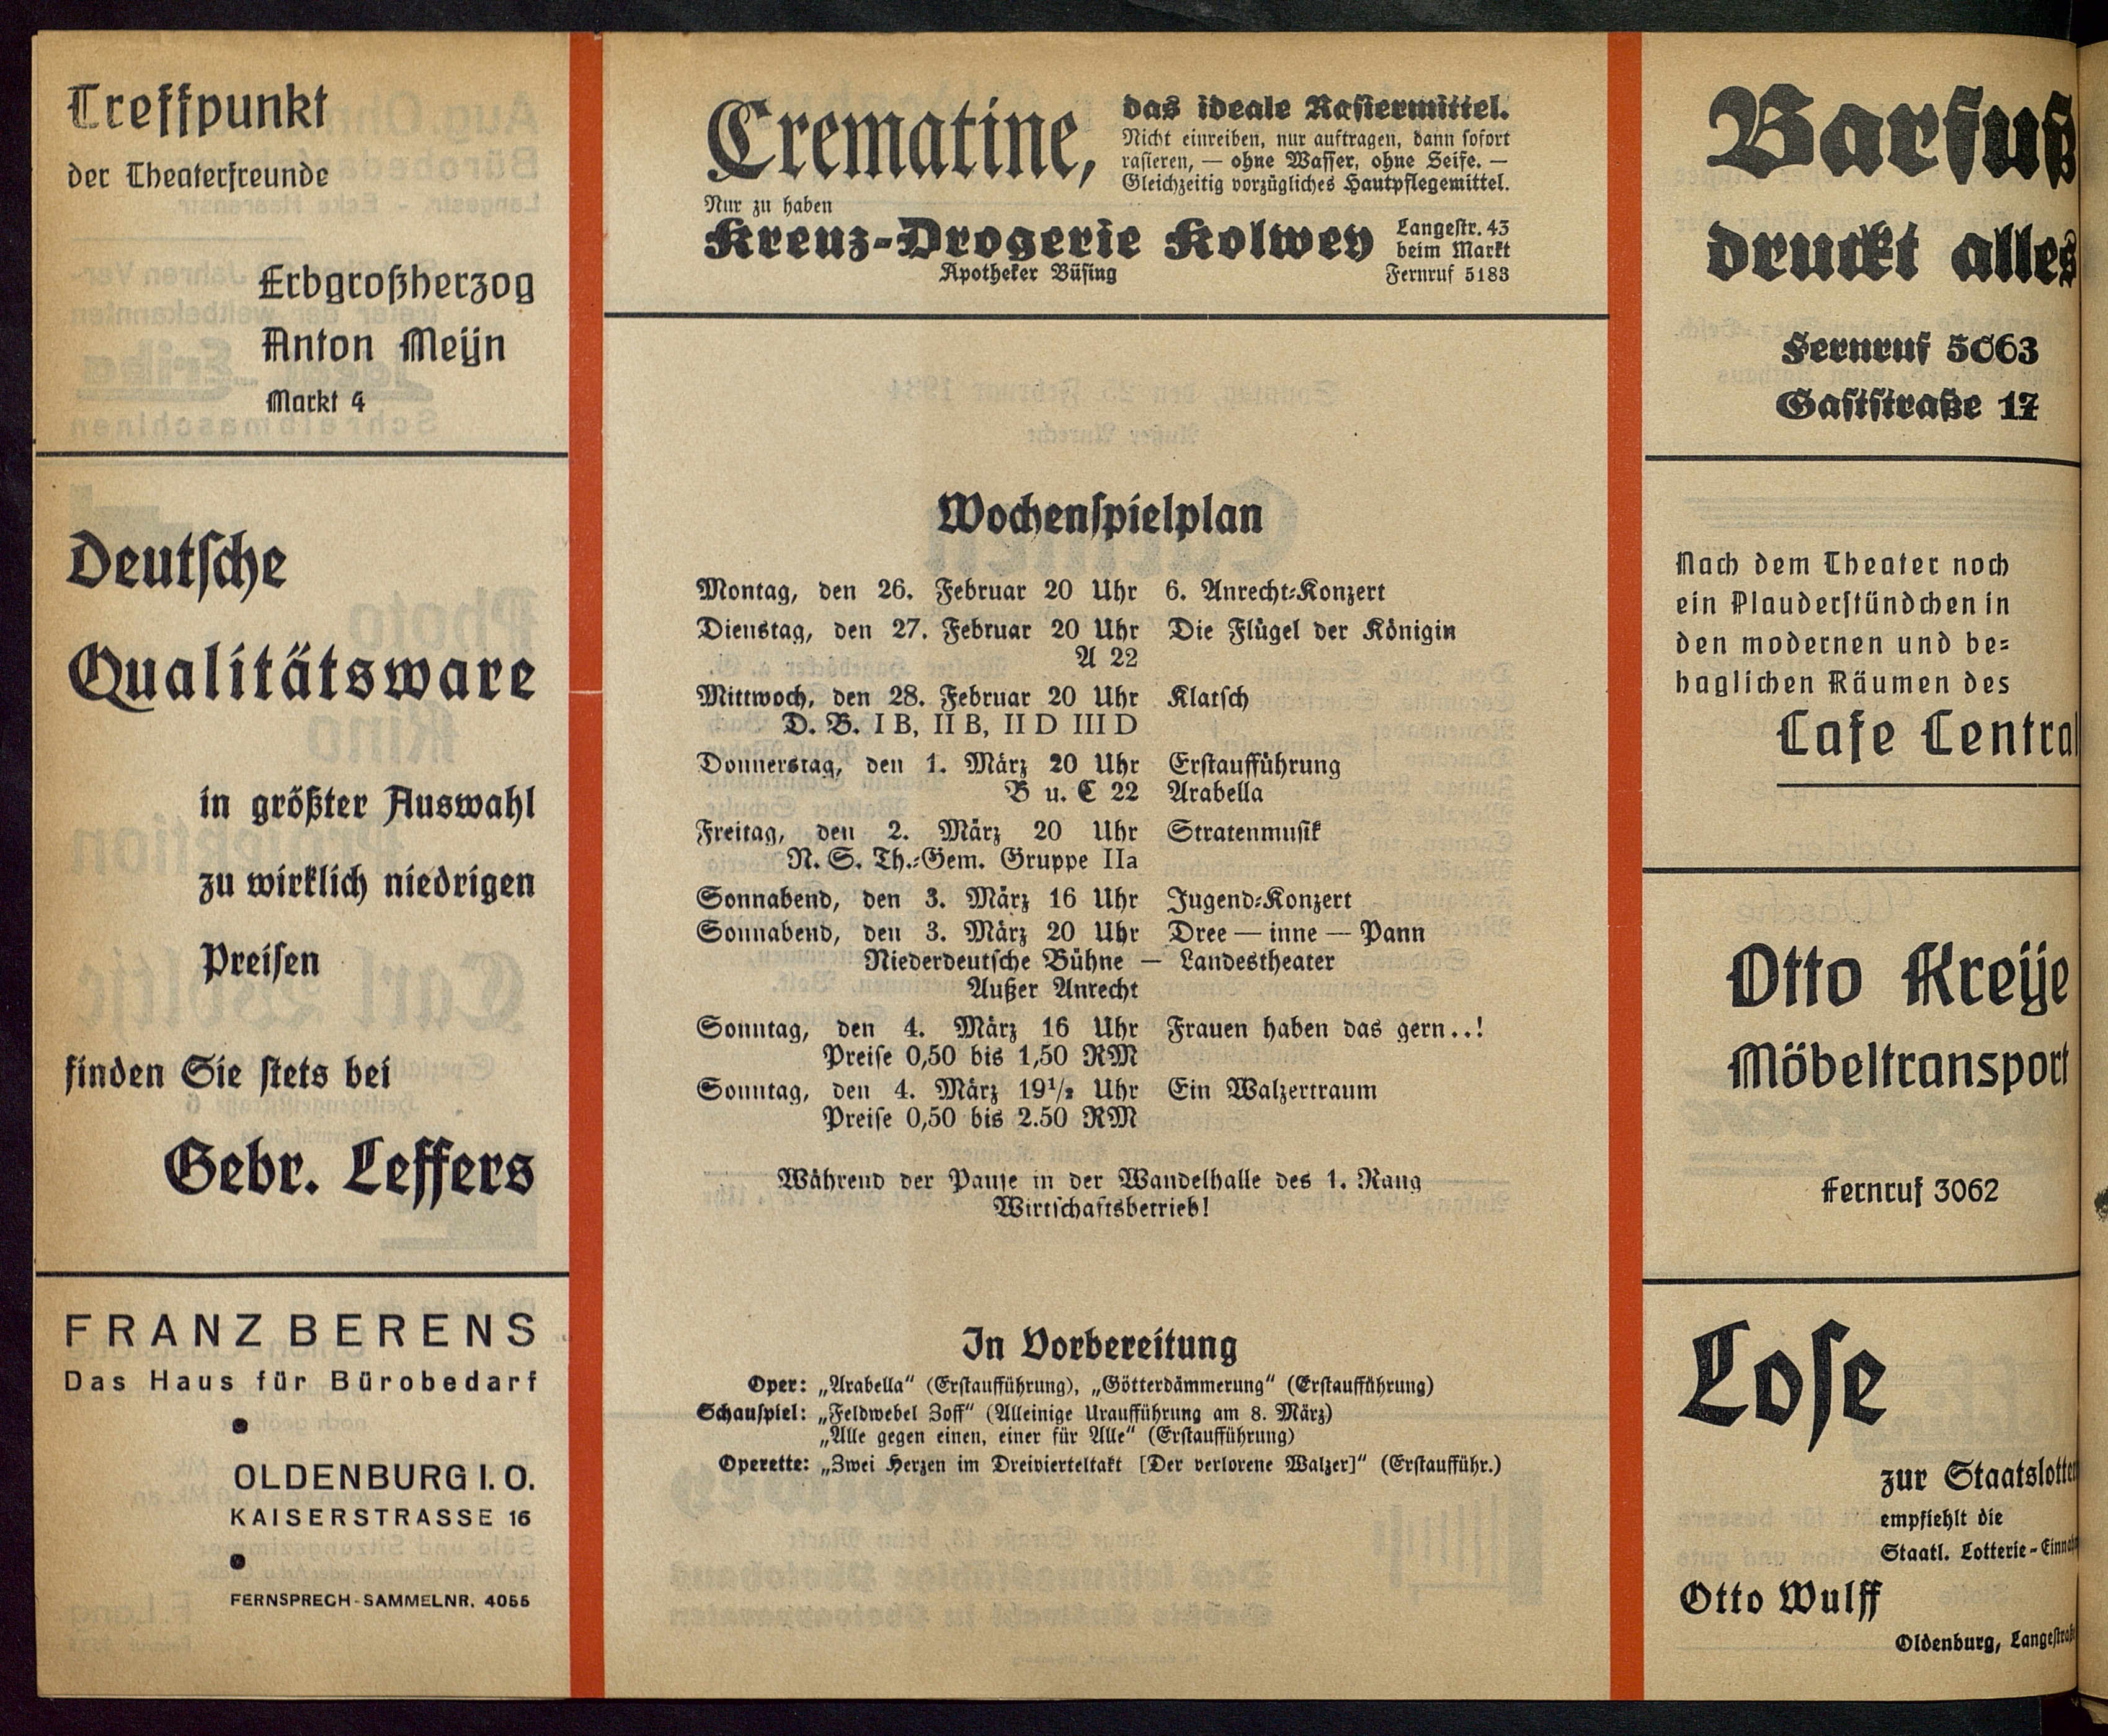 Treffpunkt
der Theaterfreunde
Erbgroßherzog
Anton Meijn
Markt 4
Deutsche
Qualitätsware
in größter Auswahl
zu wirklich niedrigen
Preisen
finden Sie stets bei
Gebr. Leffers
FRANZ BERENS
Das Haus für Bürobedarf
OLDENBURG I. O.
KAISERSTRASSE 16
FERNSPRECH-SAMMELNR. 4055
Crematine,
das ideale Rasiermittel.
Nicht einreiben, nur auftragen, dann sofort
rasieren, — ohne Wasser, ohne Seife. —
Gleichzeitig vorzügliches Hautpflegemittel.
Nur zu haben
Kreuz-Drogerie Kolwey
Apotheker Büsing
Langestr. 43
beim Markt
Fernruf 5183
Wochenspielplan
Montag, den 26. Februar 20 Uhr 6. Anrecht-Konzert
Dienstag, den 27. Februar 20 Uhr Die Flügel der Königin
A 22
Mittwoch, den 28. Februar 20 Uhr Klatsch
D. B. I B, II B, II D III D
Donnerstag, den 1. März 20 Uhr Erstaufführung
B u. C 22 Arabella
Freitag, den 2. März 20 Uhr Stratenmusik
N. S. Th.-Gem. Gruppe IIa
Sonnabend, den 3. März 16 Uhr Jugend-Konzert
Sonnabend, den 3. März 20 Uhr Dree — inne — Pann
Niederdeutsche Bühne — Landestheater
Außer Anrecht
Sonntag, den 4. März 16 Uhr Frauen haben das gern..!
Preise 0,50 bis 1,50 RM
Sonntag, den 4. März 19½ Uhr Ein Walzertraum
Preise 0,50 bis 2.50 RM
Während der Pause in der Wandelhalle des 1. Rang
Wirtschaftsbetrieb!
In Vorbereitung
Oper: „Arabella“ (Erstaufführung), „Götterdämmerung“ (Erstaufführung)
Schauspiel: „Feldwebel Zoff“ (Alleinige Uraufführung am 8. März)
„Alle gegen einen, einer für Alle“ (Erstaufführung)
Operette: „Zwei Herzen im Dreivierteltakt [Der verlorene Walzer]“ (Erstaufführ.)
Barfuß
druckt alles
Fernruf 5063
Gaststraße 17
Nach dem Theater noch
ein Plauderstündchen in
den modernen und be-
haglichen Räumen des
Cafe Central
Otto Kreije
Möbeltransport
Fernruf 3062
Lose
zur Staatslotte
empfiehlt die
Staatl. Lotterie-Einna
Otto Wulff
Oldenburg, Langestra